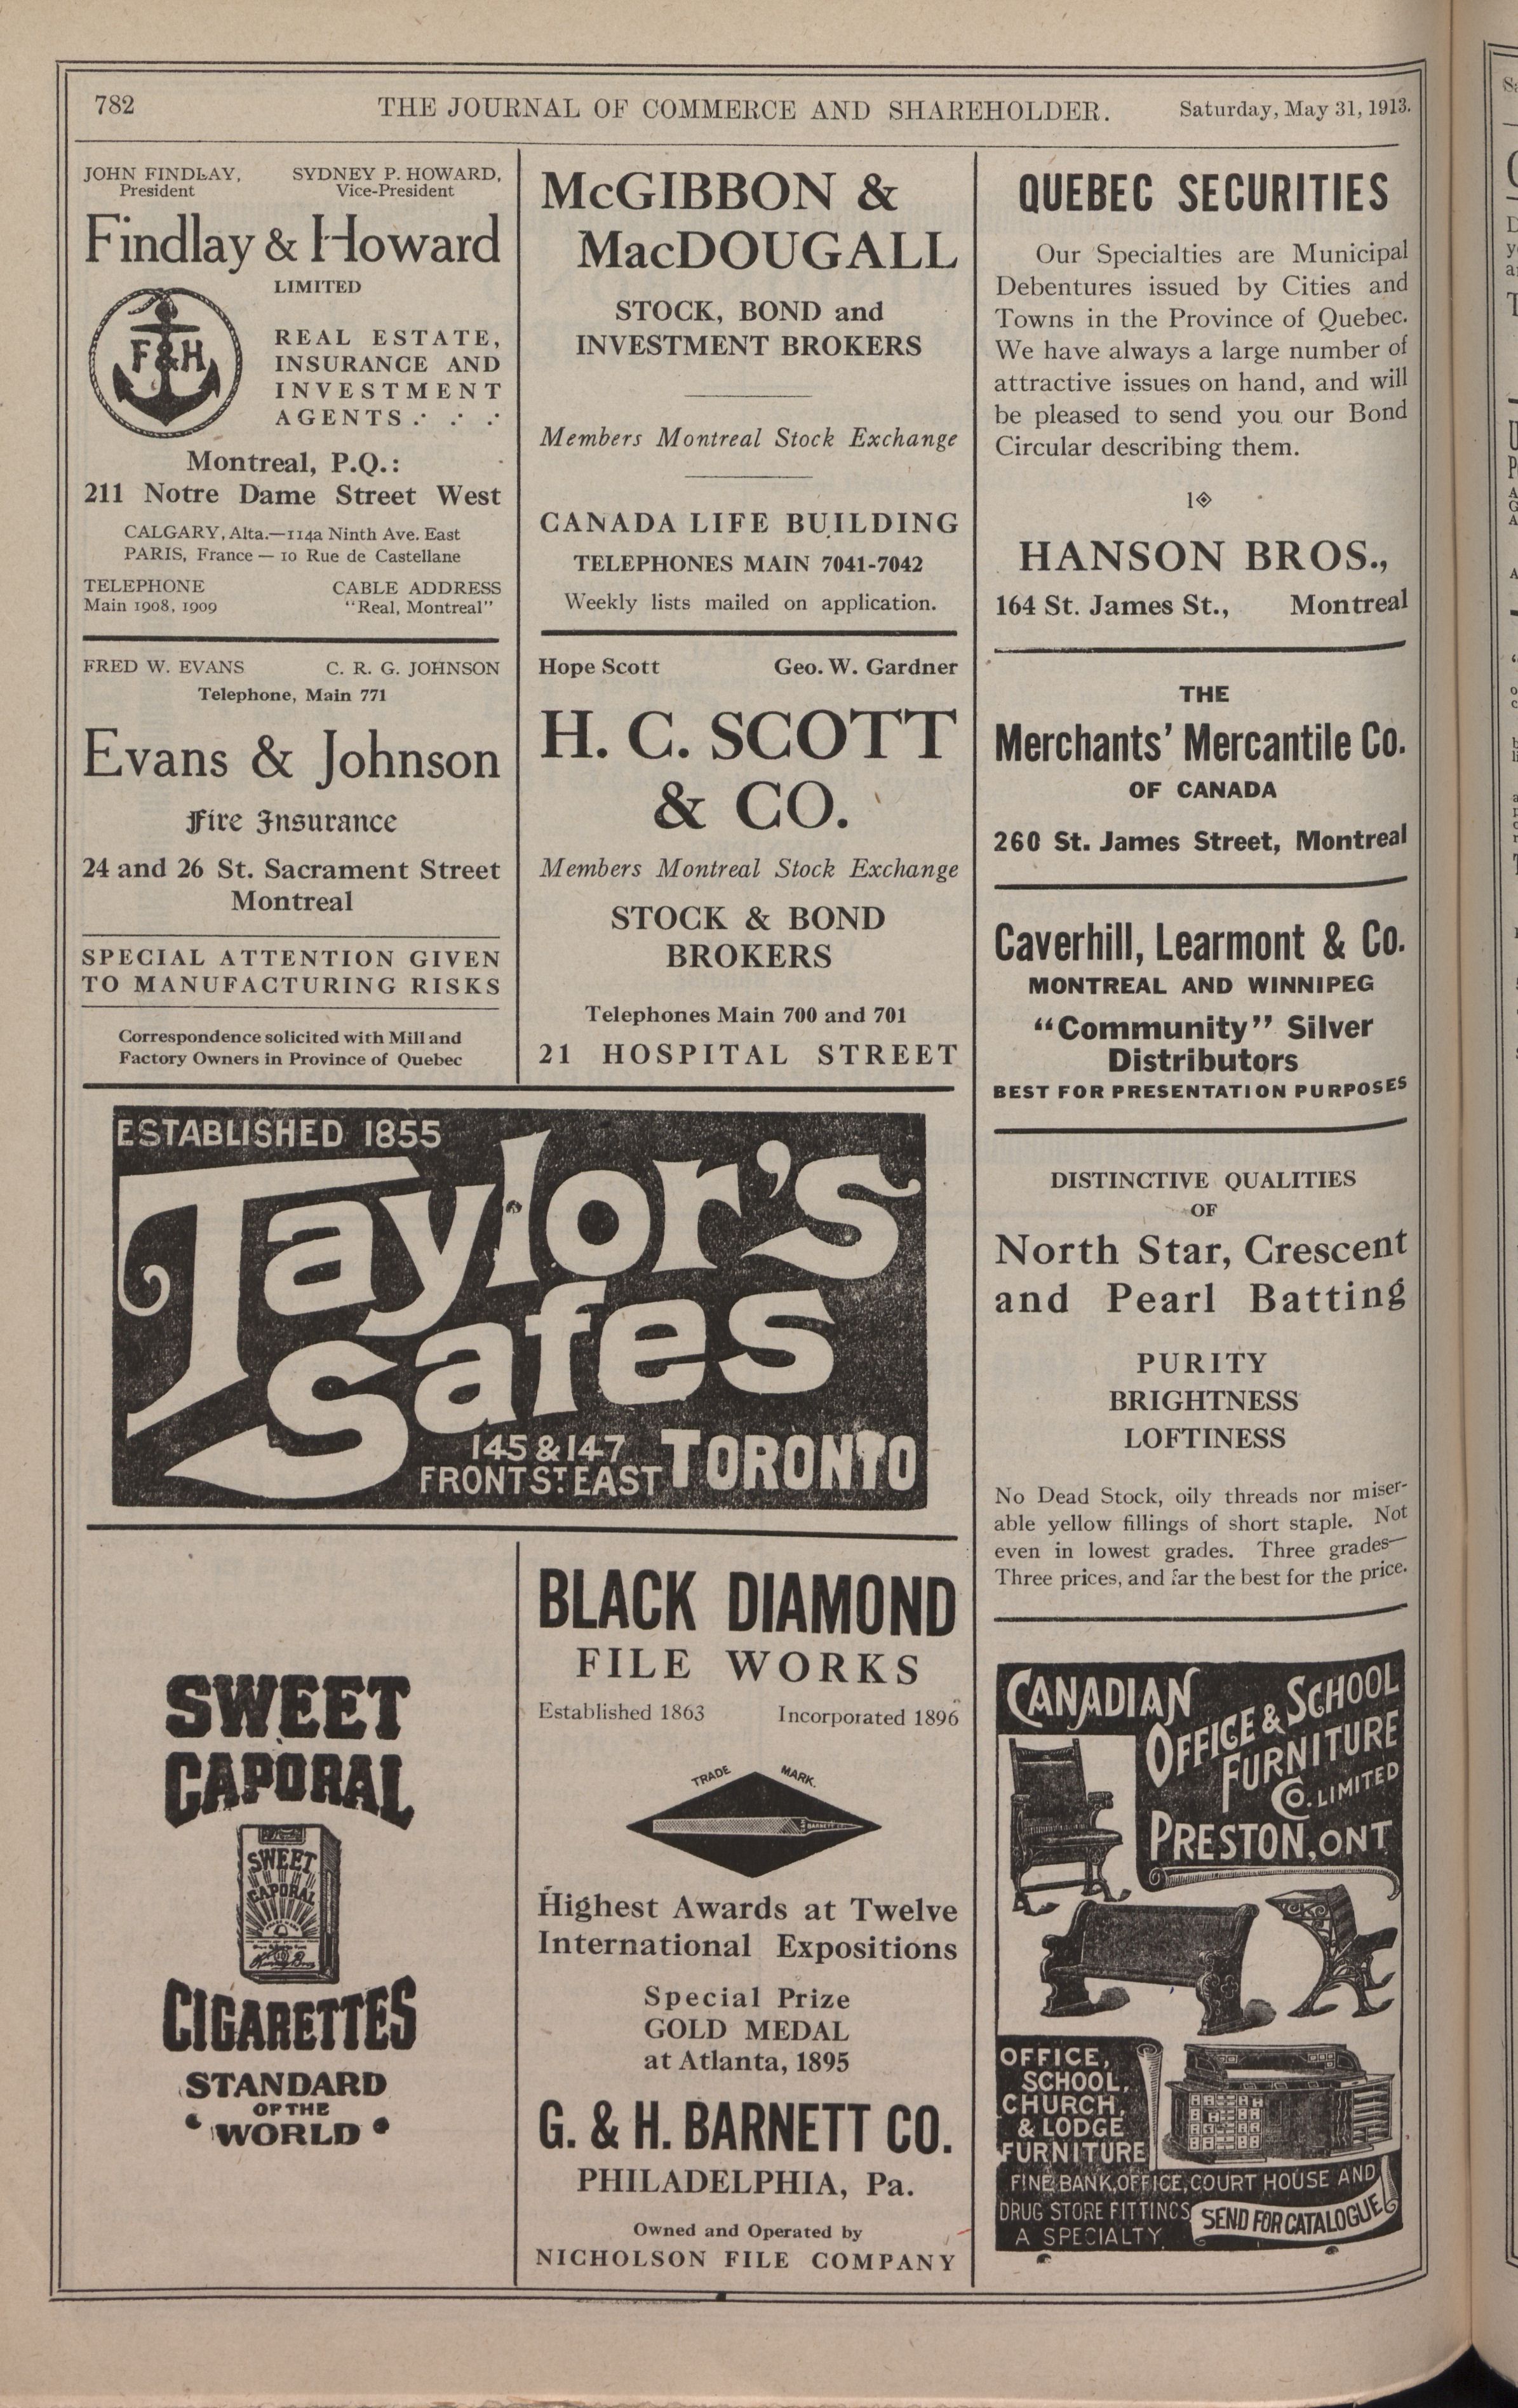 782
THE JOURNAL OF COMMERCE AND SHAREHOLDER.
Saturday, May 31, 1913.
JOHN FINDLAY,
President
SYDNEY P. HOWARD,
Vice-President
Findlay & Howard
LIMITED
F & H
REAL ESTATE,
INSURANCE AND
INVESTMENT
AGENTS
Montreal, P.Q.:
211 Notre Dame Street West
CALGARY, Alta.—114a Ninth Ave. East
PARIS, France — 10 Rue de Castellane
TELEPHONE
Main 1908, 1909
CABLE ADDRESS
"Real, Montreal"
FRED W. EVANS
C. R. G. JOHNSON
Telephone, Main 771
Evans & Johnson
Fire Insurance
24 and 26 St. Sacrament Street
Montreal
SPECIAL ATTENTION GIVEN
TO MANUFACTURING RISKS
Correspondence solicited with Mill and
Factory Owners in Province of Quebec
McGIBBON &
MacDOUGALL
STOCK, BOND and
INVESTMENT BROKERS
Members Montreal Stock Exchange
CANADA LIFE BUILDING
TELEPHONES MAIN 7041-7042
Weekly lists mailed on application.
Hope Scott
Geo. W. Gardner
H. C. SCOTT
& CO.
Members Montreal Stock Exchange
STOCK & BOND
BROKERS
Telephones Main 700 and 701
21 HOSPITAL STREET
ESTABLISHED 1855
Taylor's
Safes
145 & 147
FRONT ST. EAST
TORONTO
SWEET
CAPORAL
SWEET
CAPORAL
CIGARETTES
STANDARD
OF THE
WORLD
BLACK DIAMOND
FILE WORKS
Established 1863
Incorporated 1896
TRADE MARK.
BARNETT
Highest Awards at Twelve
International Expositions
Special Prize
GOLD MEDAL
at Atlanta, 1895
G. & H. BARNETT CO.
PHILADELPHIA, Pa.
Owned and Operated by
NICHOLSON FILE COMPANY
QUEBEC SECURITIES
Our Specialties are Municipal
Debentures issued by Cities and
Towns in the Province of Quebec.
We have always a large number of
attractive issues on hand, and will
be pleased to send you our Bond
Circular describing them.
HANSON BROS.,
164 St. James St., Montreal
THE
Merchants' Mercantile Co.
OF CANADA
260 St. James Street, Montreal
Caverhill, Learmont & Co.
MONTREAL AND WINNIPEG
"Community" Silver
Distributors
BEST FOR PRESENTATION PURPOSES
DISTINCTIVE QUALITIES
OF
North Star, Crescent
and Pearl Batting
PURITY
BRIGHTNESS
LOFTINESS
No Dead Stock, oily threads nor miser-
able yellow fillings of short staple. Not
even in lowest grades. Three grades—
Three prices, and far the best for the price.
CANADIAN
OFFICE & SCHOOL
FURNITURE
CO. LIMITED
PRESTON, ONT
OFFICE,
SCHOOL,
CHURCH,
& LODGE
FURNITURE
FINE BANK, OFFICE, COURT HOUSE AND
DRUG STORE FITTINGS
A SPECIALTY.
SEND FOR CATALOGUE